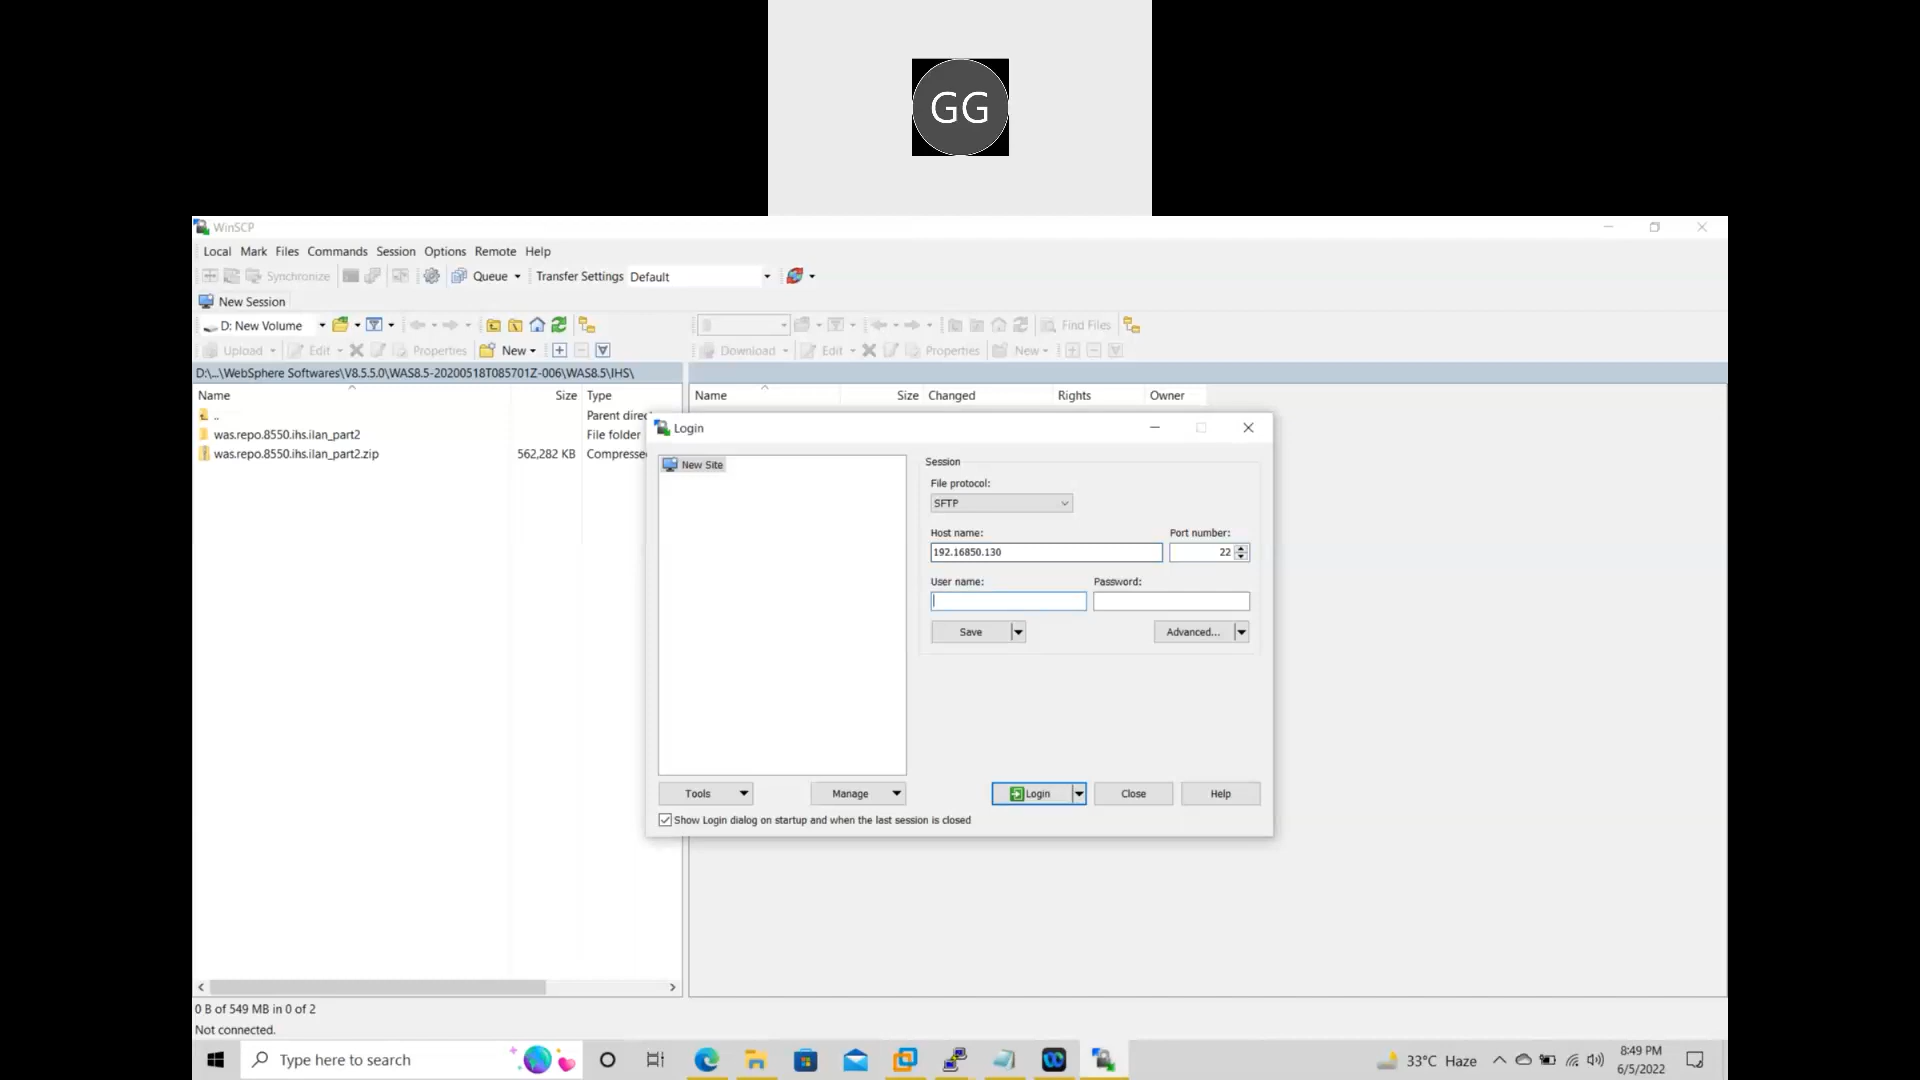 GG
WinSCP
Local Mark Files Commands Session Options Remote Help
Synchronize Queue Transfer Settings Default
New Session
D: New Volume Find Files
Upload Edit Properties New Download Edit Properties New
D:\...\WebSphere Softwares\V8.5.5.0\WAS8.5-20200518T085701Z-006\WAS8.5\IHS\
Name Size Type Name Size Changed Rights Owner
.. Parent direc
was.repo.8550.ihs.ilan_part2 File folder
was.repo.8550.ihs.ilan_part2.zip 562,282 KB Compresse
Login
New Site
Session
File protocol:
SFTP
Host name: Port number:
192.16850.130 22
User name: Password:
Save Advanced...
Tools Manage Login Close Help
Show Login dialog on startup and when the last session is closed
0 B of 549 MB in 0 of 2
Not connected.
Type here to search
33°C Haze
8:49 PM
6/5/2022